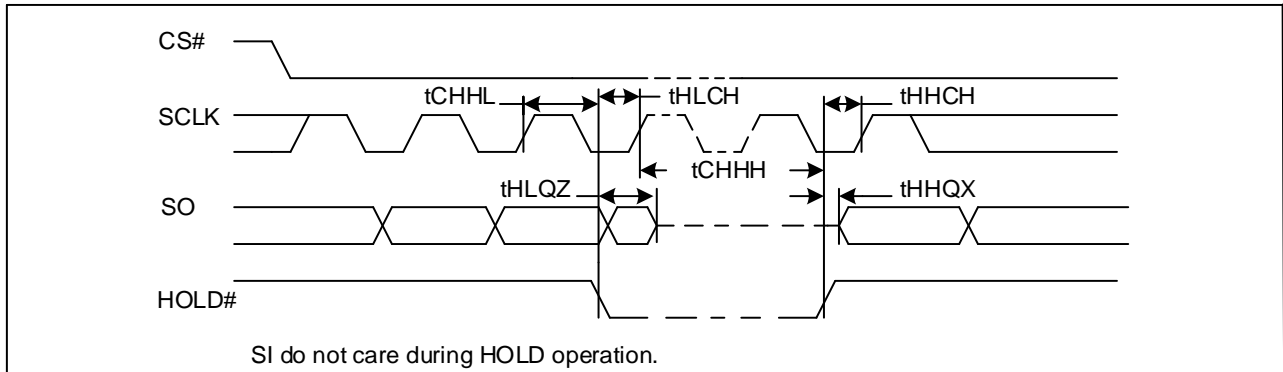 CS#
tCHHL
tHLCH
tHHCH
SCLK
tCHHH
tHLQZ
tHHQX
SO
HOLD#
SI do not care during HOLD operation.